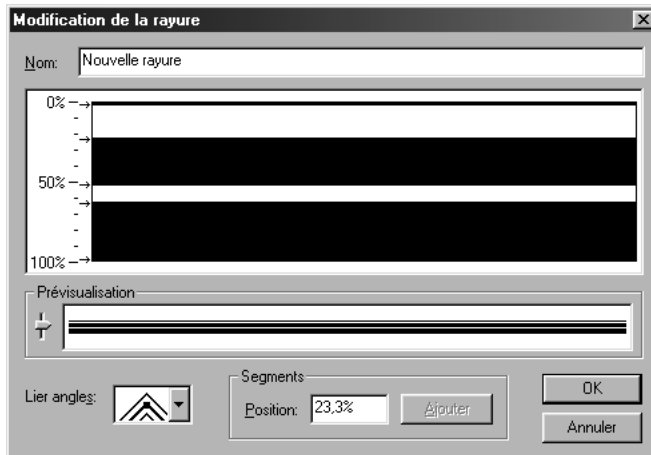 Modification de la rayure
Nom: Nouvelle rayure
0%
50%
100%
Prévisualisation
Lier angles:
Segments
Position: 23,3% Ajouter
OK
Annuler